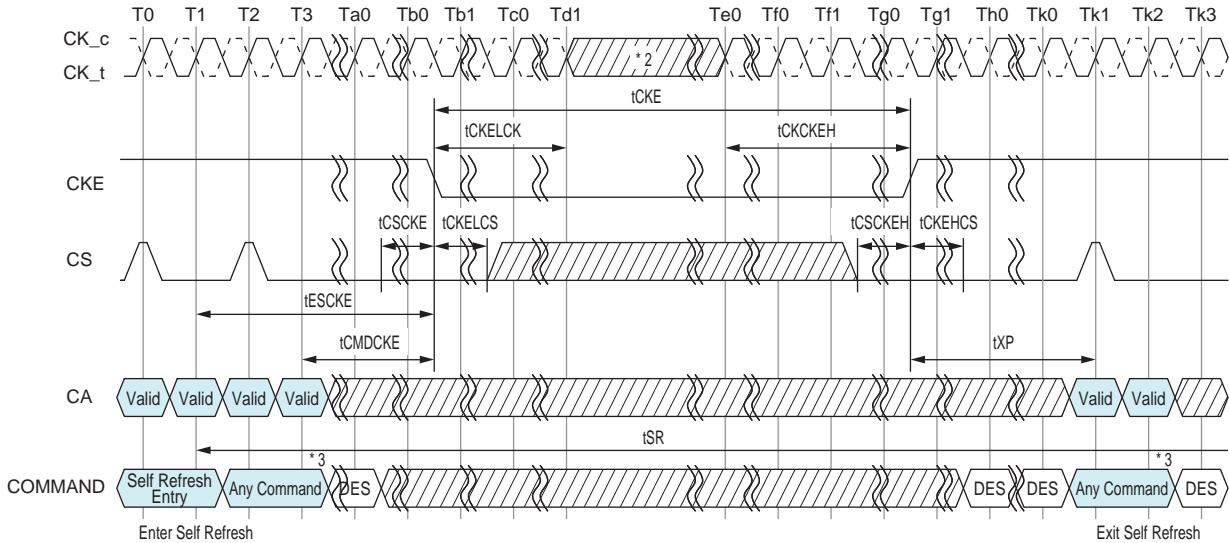 T0 T1 T2 T3 Ta0 Tb0 Tb1 Tc0 Td1 Te0 Tf0 Tf1 Tg0 Tg1 Th0 Tk0 Tk1 Tk2 Tk3
CK_c
CK_t
* 2
tCKE
tCKELCK tCKCKEH
CKE
tCSCKE tCKELCS tCSCKEH tCKEHCS
CS
tESCKE
tCMDCKE tXP
CA Valid Valid Valid Valid Valid Valid
tSR
* 3 * 3
COMMAND Self Refresh Entry Any Command DES DES DES Any Command DES
Enter Self Refresh Exit Self Refresh